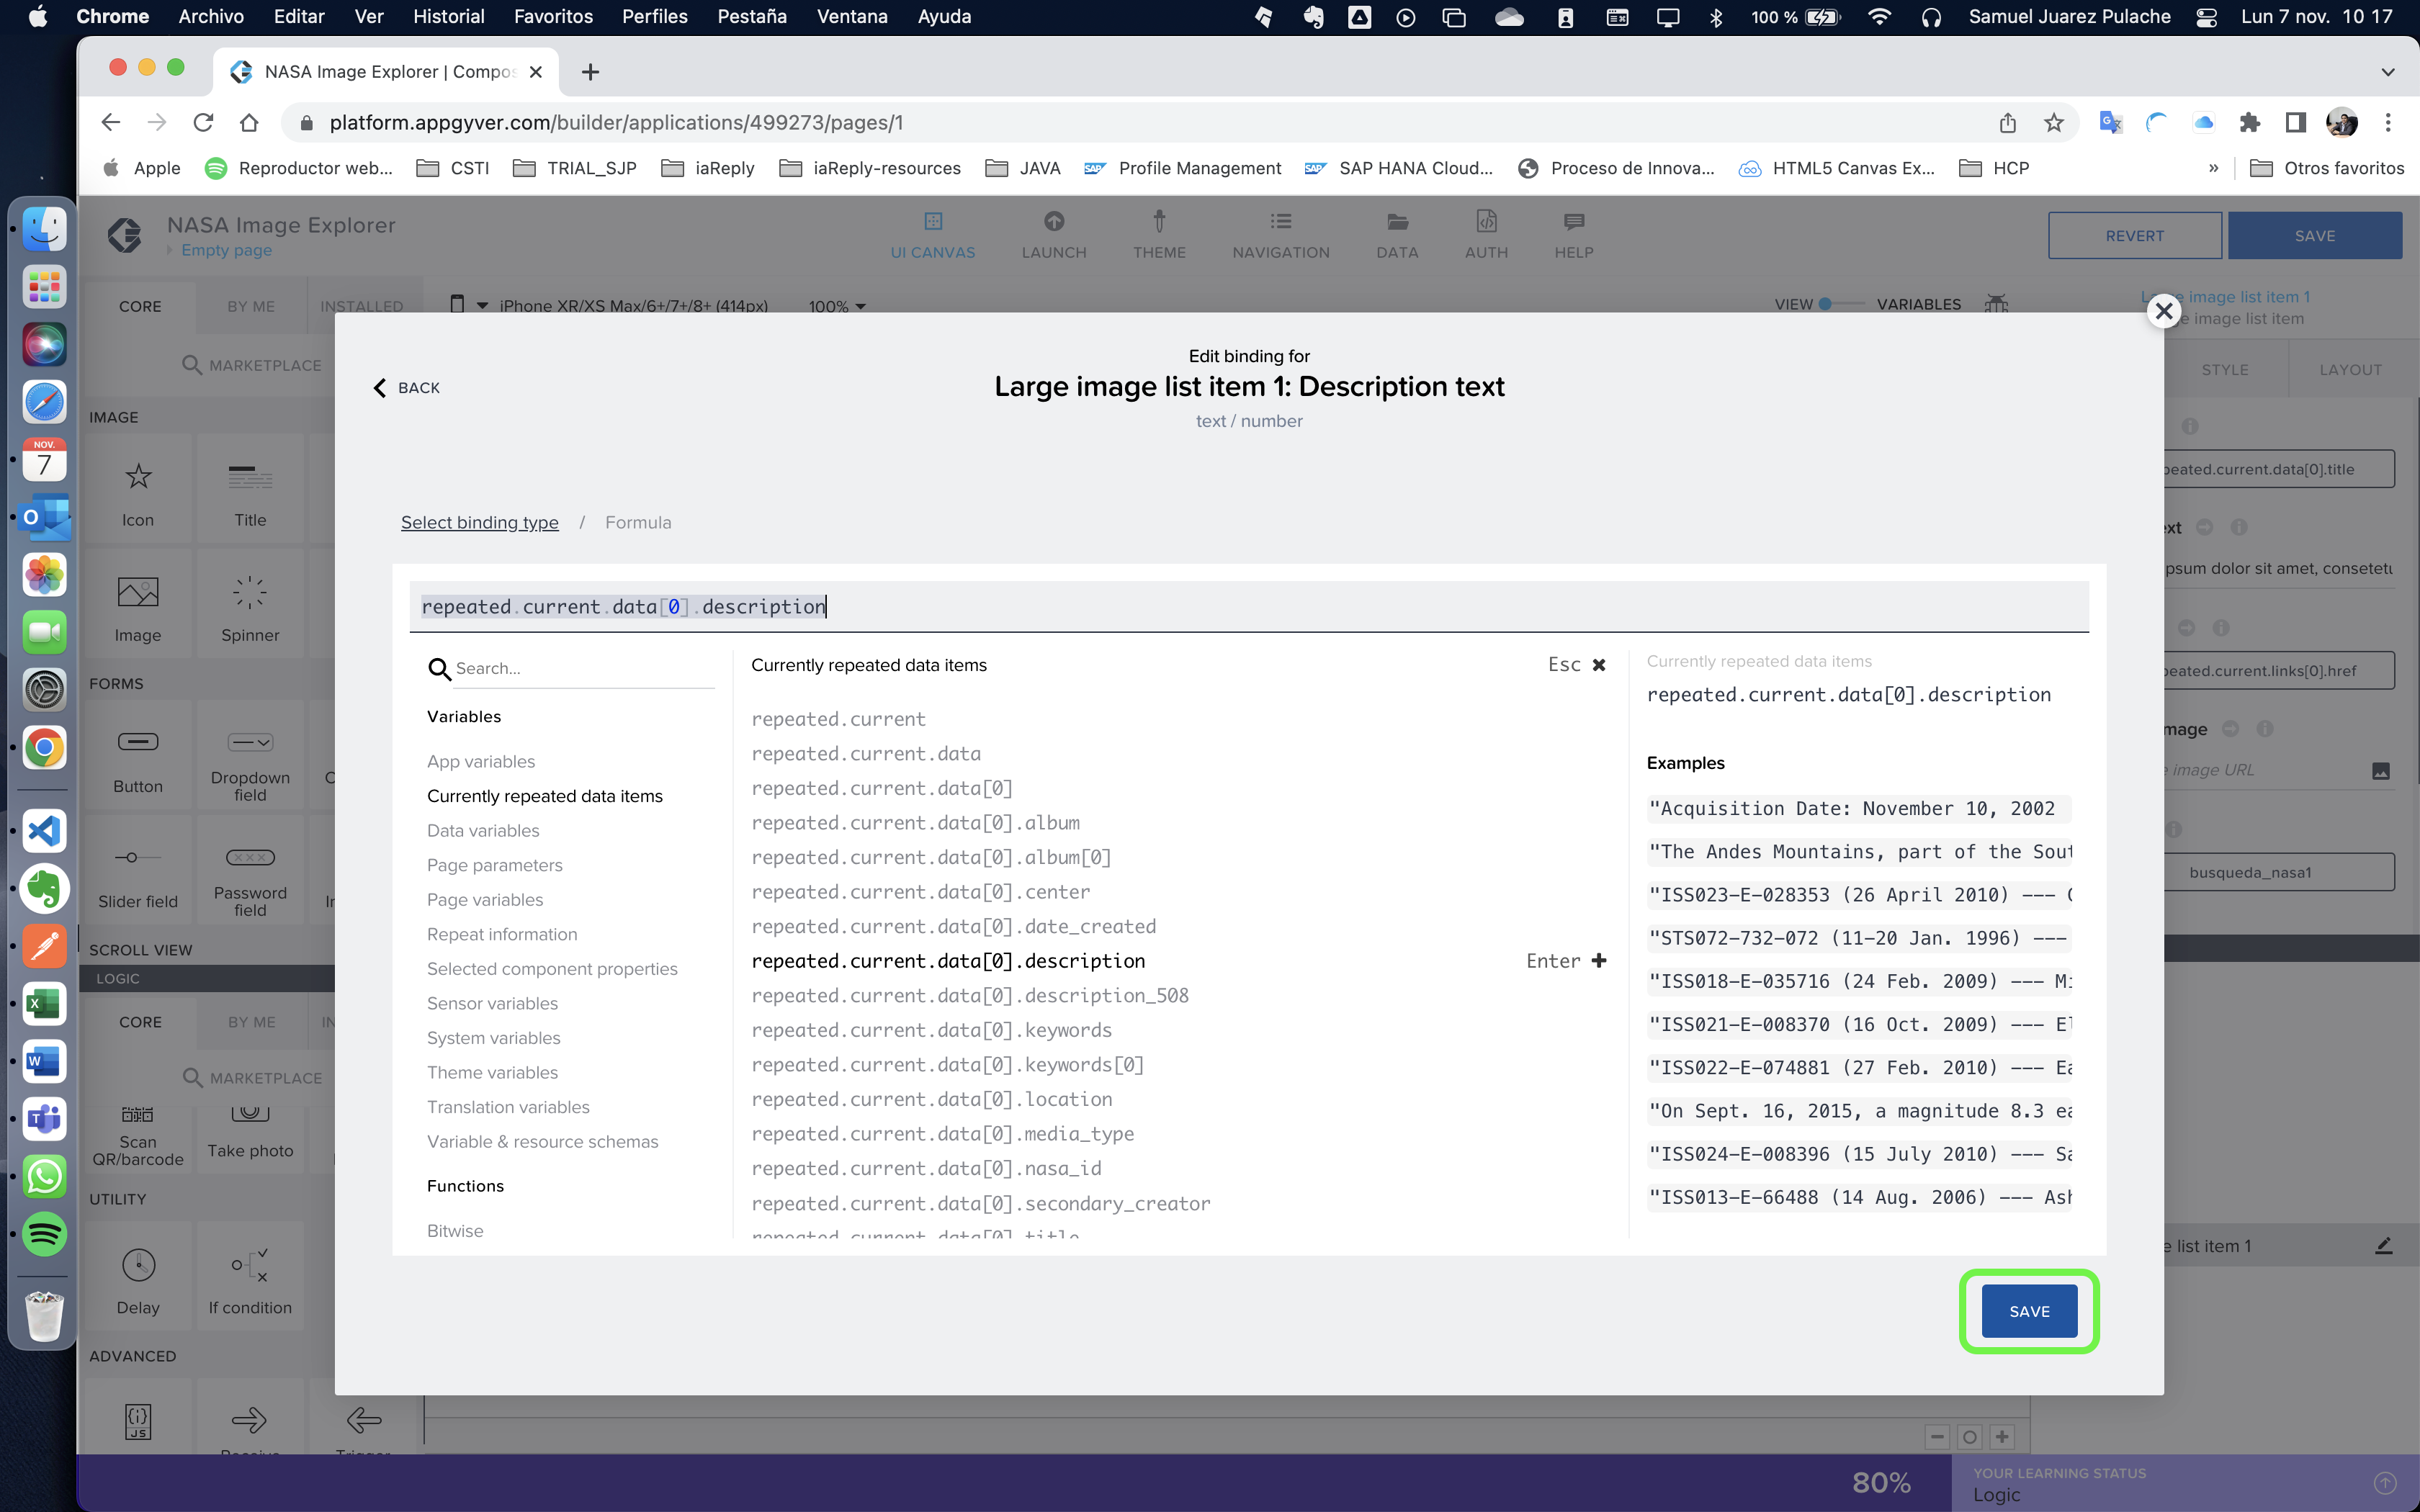 Chrome Archivo Editar Ver Historial Favoritos Perfiles Pestaña Ventana Ayuda 100 % Samuel Juarez Pulache Lun 7 nov. 10 17
NASA Image Explorer | Compos
platform.appgyver.com/builder/applications/499273/pages/1
Apple Reproductor web... CSTI TRIAL_SJP iaReply iaReply-resources JAVA Profile Management SAP HANA Cloud... Proceso de Innova... HTML5 Canvas Ex... HCP » Otros favoritos
NASA Image Explorer
Empty page
UI CANVAS LAUNCH THEME NAVIGATION DATA AUTH HELP
REVERT SAVE
CORE BY ME INSTALLED
iPhone XR/XS Max/6+/7+/8+ (414px) 100%
VIEW VARIABLES
image list item 1
e image list item
MARKETPLACE
STYLE LAYOUT
Edit binding for
Large image list item 1: Description text
text / number
BACK
IMAGE
Icon Title
Image Spinner
FORMS
Button Dropdown field
Slider field Password field
SCROLL VIEW
LOGIC
CORE BY ME IN
MARKETPLACE
Scan QR/barcode Take photo
UTILITY
Delay If condition
ADVANCED
JS
NOV.
7
Select binding type / Formula
repeated.current.data[0].description
Search...
Variables
App variables
Currently repeated data items
Data variables
Page parameters
Page variables
Repeat information
Selected component properties
Sensor variables
System variables
Theme variables
Translation variables
Variable & resource schemas
Functions
Bitwise
Currently repeated data items Esc
repeated.current
repeated.current.data
repeated.current.data[0]
repeated.current.data[0].album
repeated.current.data[0].album[0]
repeated.current.data[0].center
repeated.current.data[0].date_created
repeated.current.data[0].description Enter
repeated.current.data[0].description_508
repeated.current.data[0].keywords
repeated.current.data[0].keywords[0]
repeated.current.data[0].location
repeated.current.data[0].media_type
repeated.current.data[0].nasa_id
repeated.current.data[0].secondary_creator
repeated.current.data[0].title
Currently repeated data items
repeated.current.data[0].description
Examples
"Acquisition Date: November 10, 2002
"The Andes Mountains, part of the Sout
"ISS023-E-028353 (26 April 2010) ---
"STS072-732-072 (11-20 Jan. 1996) ---
"ISS018-E-035716 (24 Feb. 2009) --- Mi
"ISS021-E-008370 (16 Oct. 2009) --- El
"ISS022-E-074881 (27 Feb. 2010) --- Ea
"On Sept. 16, 2015, a magnitude 8.3 ea
"ISS024-E-008396 (15 July 2010) --- Sa
"ISS013-E-66488 (14 Aug. 2006) --- Ash
SAVE
peated.current.data[0].title
ext
psum dolor sit amet, consetetu
peated.current.links[0].href
mage
e image URL
busqueda_nasa1
e list item 1
80%
YOUR LEARNING STATUS
Logic